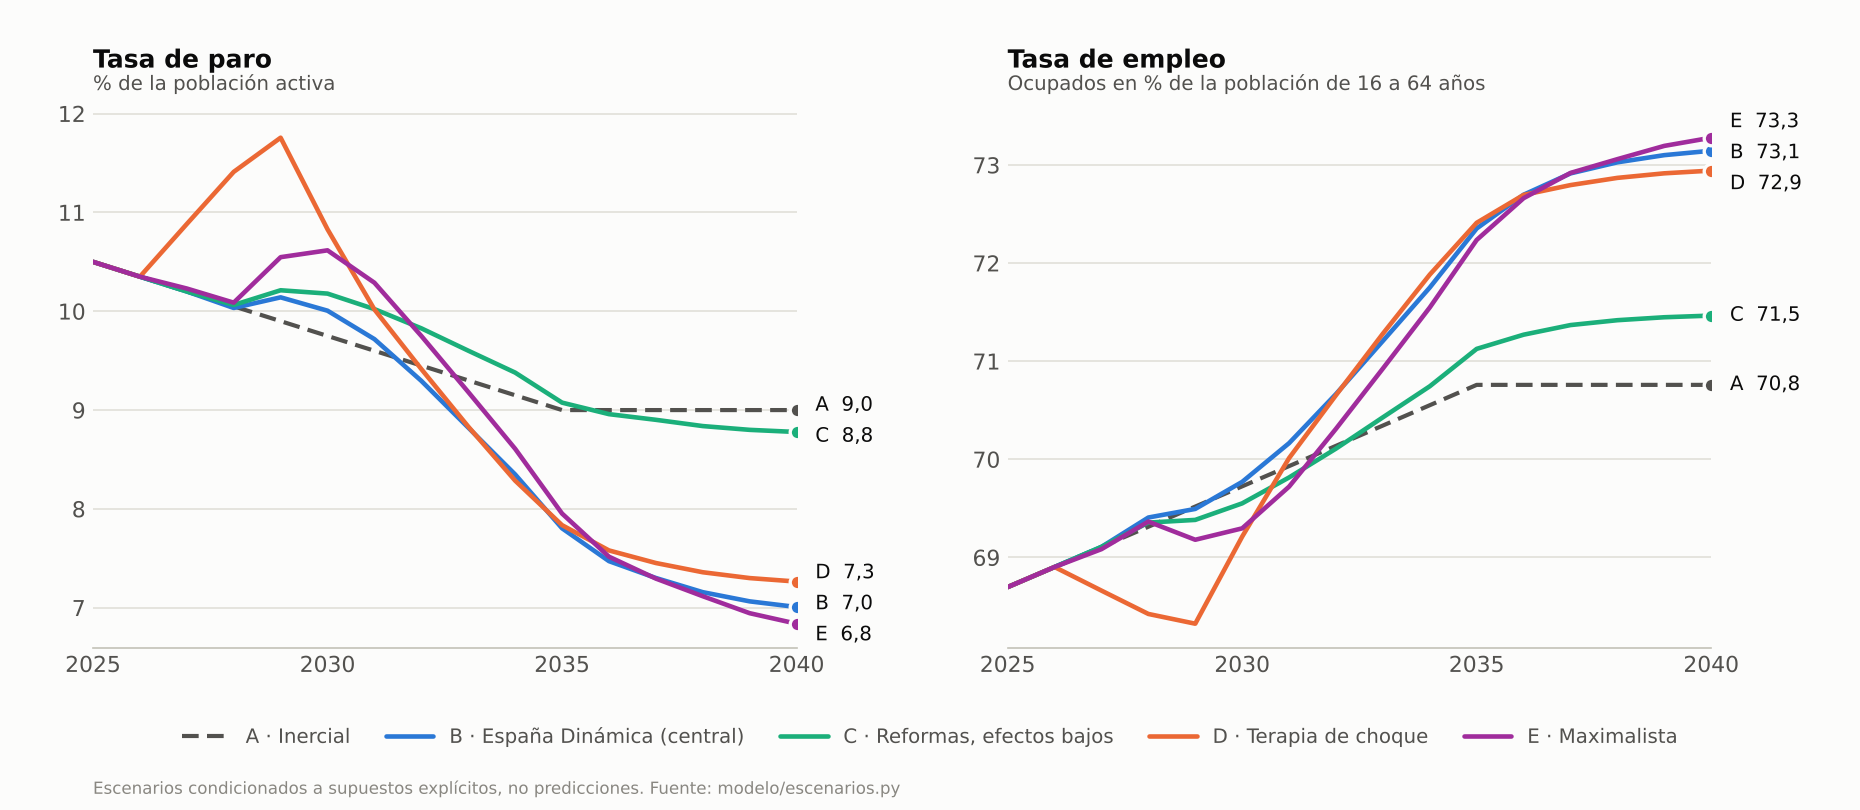 Tasa de paro
% de la población activa
12
11
10
9
8
7
2025
2030
2035
2040
A 9,0
C 8,8
D 7,3
B 7,0
E 6,8
Tasa de empleo
Ocupados en % de la población de 16 a 64 años
73
72
71
70
69
2025
2030
2035
2040
E 73,3
B 73,1
D 72,9
C 71,5
A 70,8
A · Inercial
B · España Dinámica (central)
C · Reformas, efectos bajos
D · Terapia de choque
E · Maximalista
Escenarios condicionados a supuestos explícitos, no predicciones. Fuente: modelo/escenarios.py